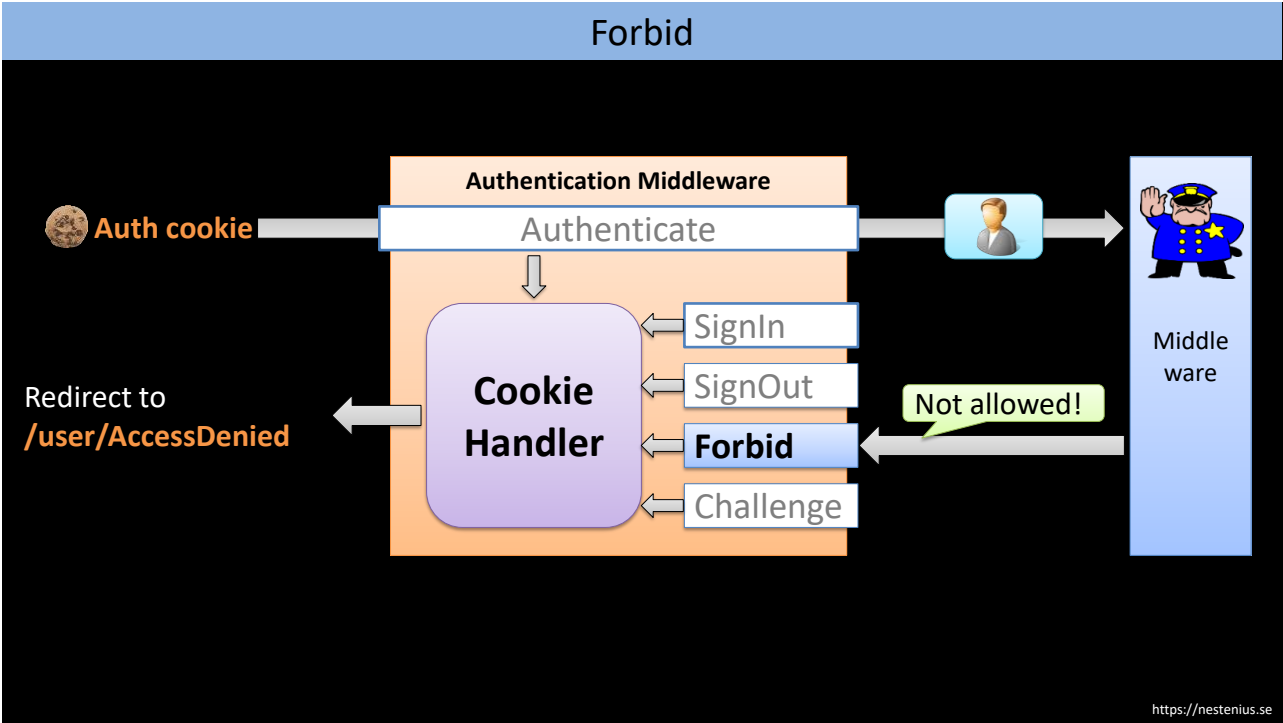 Forbid
Authentication Middleware
Auth cookie
Authenticate
SignIn
SignOut
Forbid
Challenge
Cookie
Handler
Redirect to
/user/AccessDenied
Not allowed!
Middle
ware
https://nestenius.se